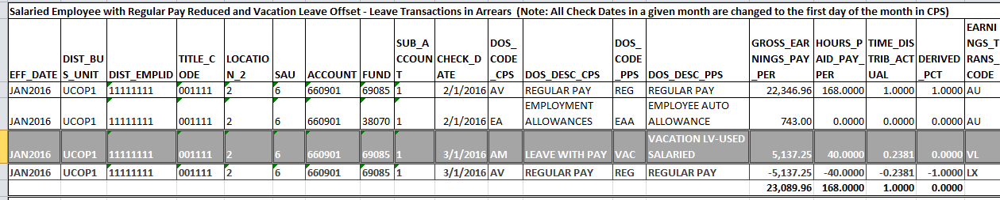 Salaried Employee with Regular Pay Reduced and Vacation Leave Offset - Leave Transactions in Arrears (Note: All Check Dates in a given month are changed to the first day of the month in CPS)
EFF_DATE DIST_BUS_UNIT DIST_EMPLID TITLE_CODE LOCATION_2 SAU ACCOUNT FUND SUB_ACCOUNT CHECK_DATE DOS_CODE_CPS DOS_DESC_CPS DOS_CODE_PPS DOS_DESC_PPS GROSS_EARNINGS_PAY_PER HOURS_PAID_PAY_PER TIME_DISTRIB_ACTUAL DERIVED_PCT EARNINGS_TRANS_CODE
JAN2016 UCOP1 11111111 001111 2 6 660901 69085 1 2/1/2016 AV REGULAR PAY REG REGULAR PAY 22,346.96 168.0000 1.0000 1.0000 AU
JAN2016 UCOP1 11111111 001111 2 6 660901 38070 1 2/1/2016 EA EMPLOYMENT ALLOWANCES EAA EMPLOYEE AUTO ALLOWANCE 743.00 0.0000 0.0000 0.0000 AU
JAN2016 UCOP1 11111111 001111 2 6 660901 69085 1 3/1/2016 AM LEAVE WITH PAY VAC VACATION LV-USED SALARIED 5,137.25 40.0000 0.2381 0.0000 VL
JAN2016 UCOP1 11111111 001111 2 6 660901 69085 1 3/1/2016 AV REGULAR PAY REG REGULAR PAY -5,137.25 -40.0000 -0.2381 -1.0000 LX
23,089.96 168.0000 1.0000 0.0000